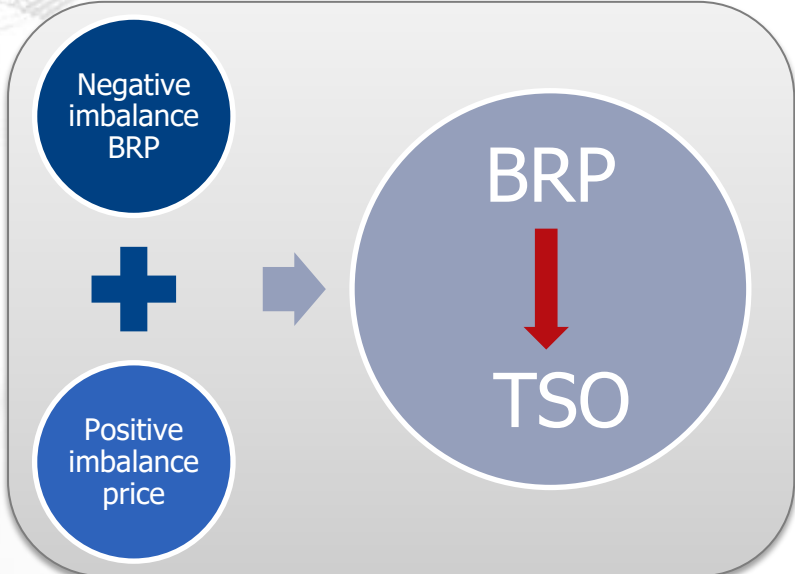 Negative
imbalance
BRP
Positive
imbalance
price
BRP
TSO